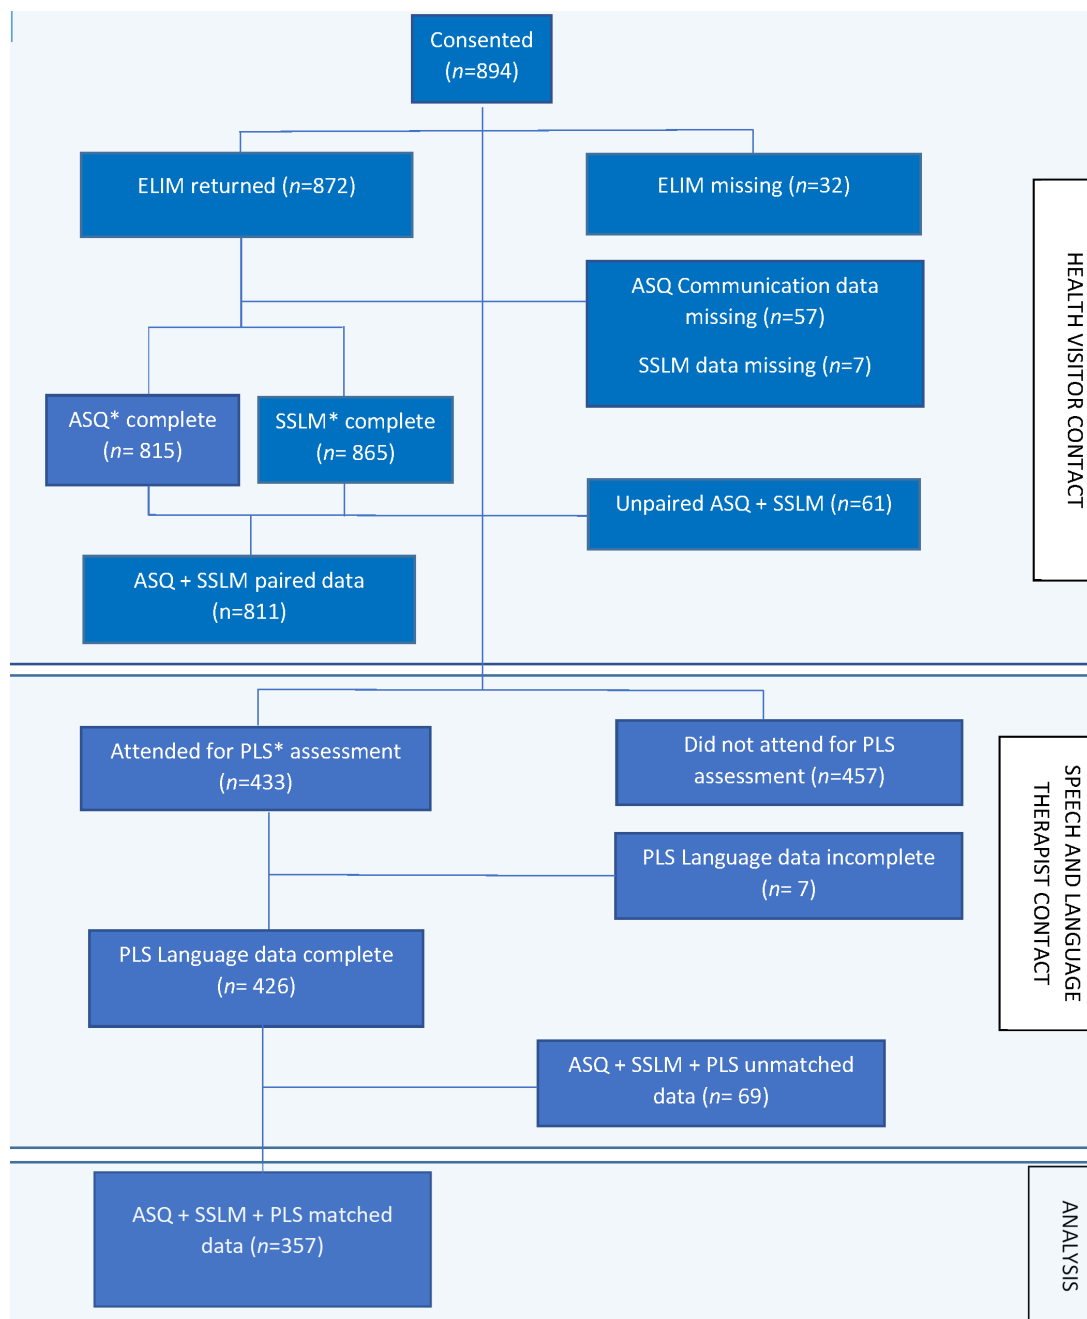 Consented
(n=894)
ELIM returned (n=872)
ELIM missing (n=32)
ASQ Communication data
missing (n=57)
SSLM data missing (n=7)
ASQ* complete
(n= 815)
SSLM* complete
(n= 865)
Unpaired ASQ + SSLM (n=61)
ASQ + SSLM paired data
(n=811)
HEALTH VISITOR CONTACT
Attended for PLS* assessment
(n=433)
Did not attend for PLS
assessment (n=457)
PLS Language data incomplete
(n= 7)
PLS Language data complete
(n= 426)
ASQ + SSLM + PLS unmatched
data (n= 69)
SPEECH AND LANGUAGE
THERAPIST CONTACT
ASQ + SSLM + PLS matched
data (n=357)
ANALYSIS